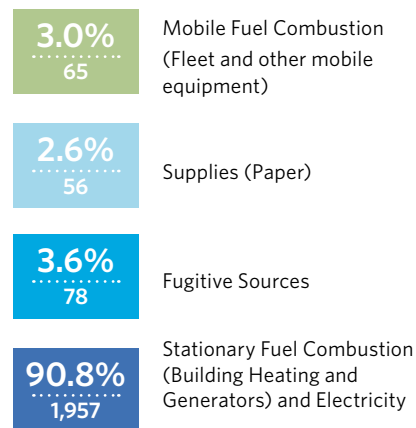 3.0%
65
Mobile Fuel Combustion
(Fleet and other mobile
equipment)
2.6%
56
Supplies (Paper)
3.6%
78
Fugitive Sources
90.8%
1,957
Stationary Fuel Combustion
(Building Heating and
Generators) and Electricity